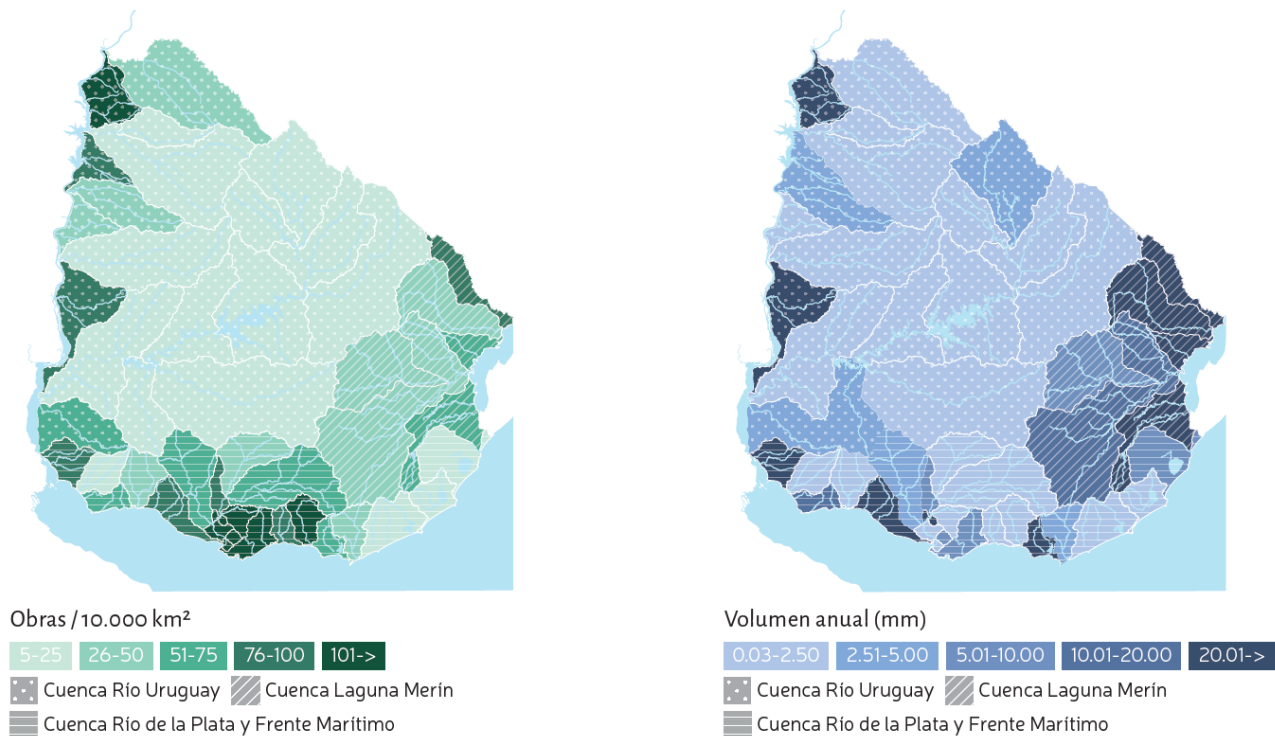 Obras / 10.000 km²
5-25 26-50 51-75 76-100 101->
Cuenca Río Uruguay Cuenca Laguna Merín
Cuenca Río de la Plata y Frente Marítimo
Volumen anual (mm)
0.03-2.50 2.51-5.00 5.01-10.00 10.01-20.00 20.01->
Cuenca Río Uruguay Cuenca Laguna Merín
Cuenca Río de la Plata y Frente Marítimo